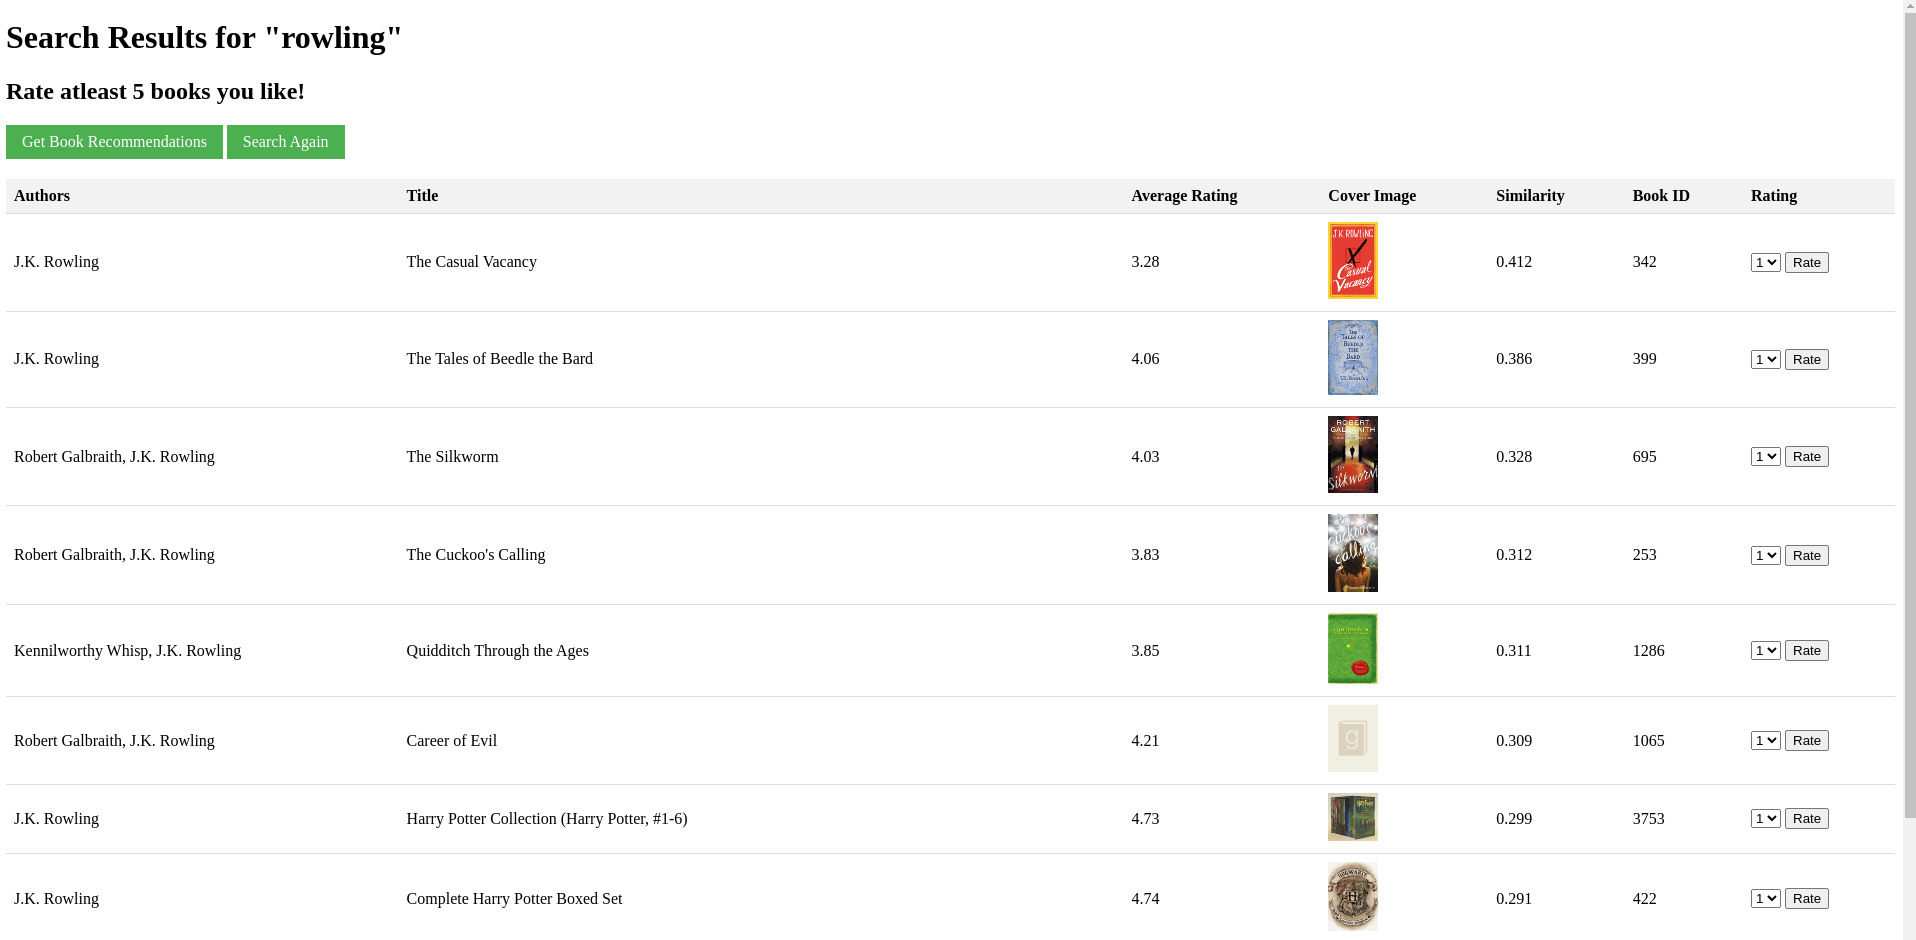 Search Results for "rowling"
Rate atleast 5 books you like!
Get Book Recommendations Search Again
Authors Title Average Rating Cover Image Similarity Book ID Rating
J.K. Rowling The Casual Vacancy 3.28 0.412 342 1 Rate
J.K ROWLING
Casual
Vacancy
J.K. Rowling The Tales of Beedle the Bard 4.06 0.386 399 1 Rate
THE
TALES OF
BEEDLE
THE
BARD
Robert Galbraith, J.K. Rowling The Silkworm 4.03 0.328 695 1 Rate
ROBERT
GALBRAITH
the
Silkworm
Robert Galbraith, J.K. Rowling The Cuckoo's Calling 3.83 0.312 253 1 Rate
cuckoo's
calling
Kennilworthy Whisp, J.K. Rowling Quidditch Through the Ages 3.85 0.311 1286 1 Rate
Robert Galbraith, J.K. Rowling Career of Evil 4.21 0.309 1065 1 Rate
g
J.K. Rowling Harry Potter Collection (Harry Potter, #1-6) 4.73 0.299 3753 1 Rate
J.K. Rowling Complete Harry Potter Boxed Set 4.74 0.291 422 1 Rate
HOGWARTS